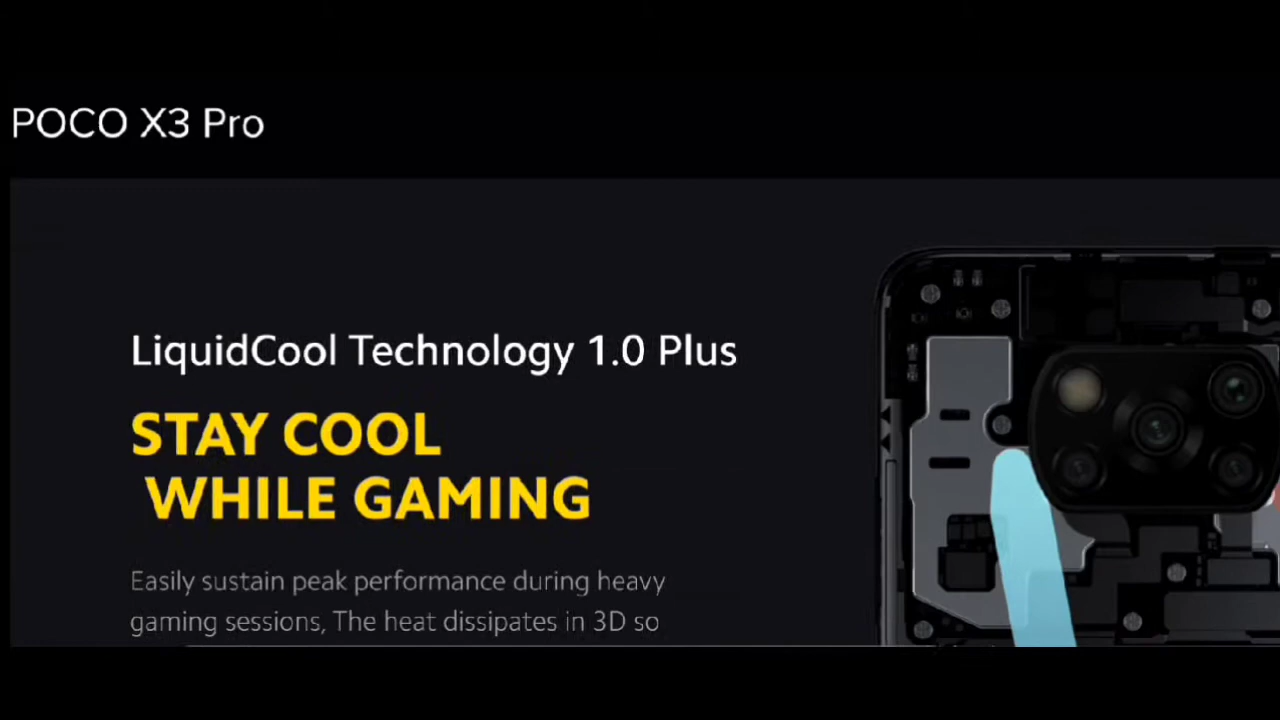 POCO X3 Pro
LiquidCool Technology 1.0 Plus
STAY COOL
WHILE GAMING
Easily sustain peak performance during heavy
gaming sessions, The heat dissipates in 3D so